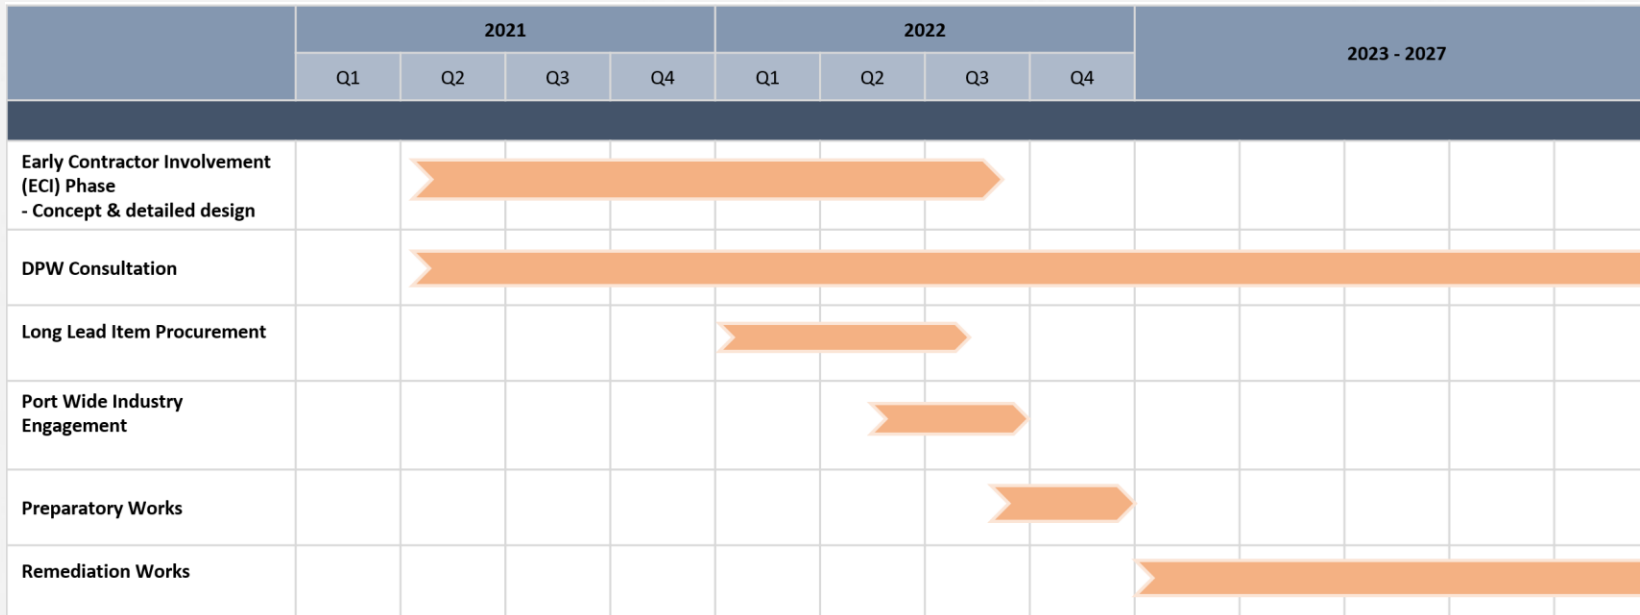 2021
2022
2023 - 2027
Q1
Q2
Q3
Q4
Q1
Q2
Q3
Q4
Early Contractor Involvement
(ECI) Phase
- Concept & detailed design
DPW Consultation
Long Lead Item Procurement
Port Wide Industry
Engagement
Preparatory Works
Remediation Works